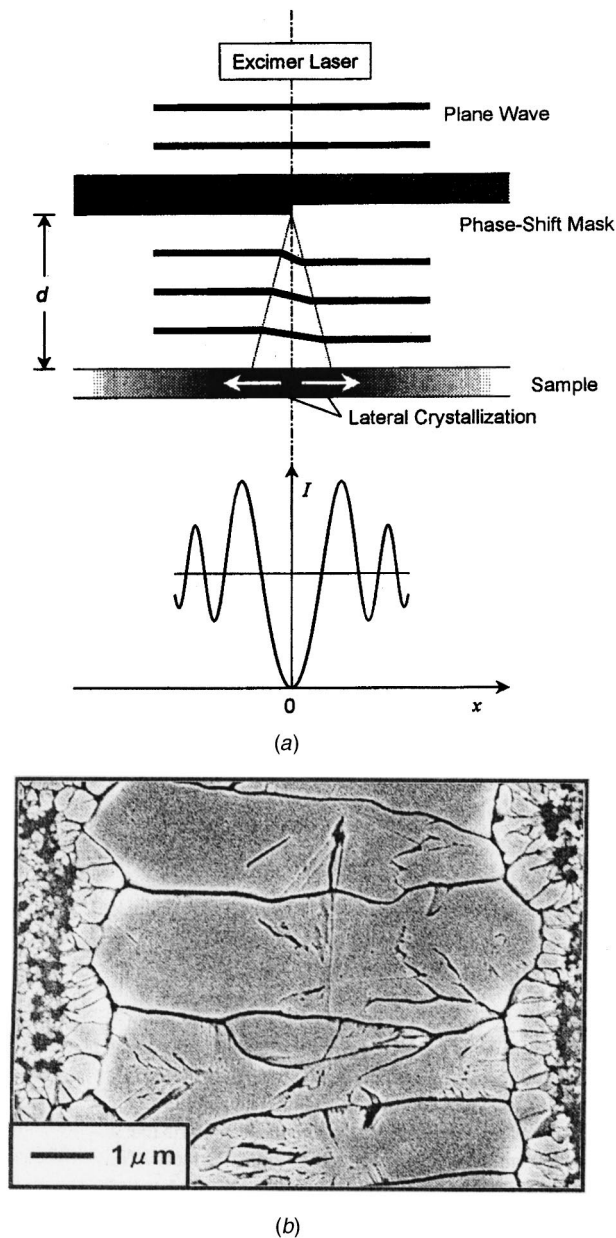 Excimer Laser
Plane Wave
Phase-Shift Mask
d
Sample
Lateral Crystallization
I
0
x
(a)
1 μm
(b)